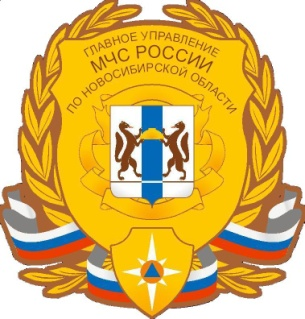 ГЛАВНОЕ УПРАВЛЕНИЕ
МЧС РОССИИ
ПО НОВОСИБИРСКОЙ ОБЛАСТИ